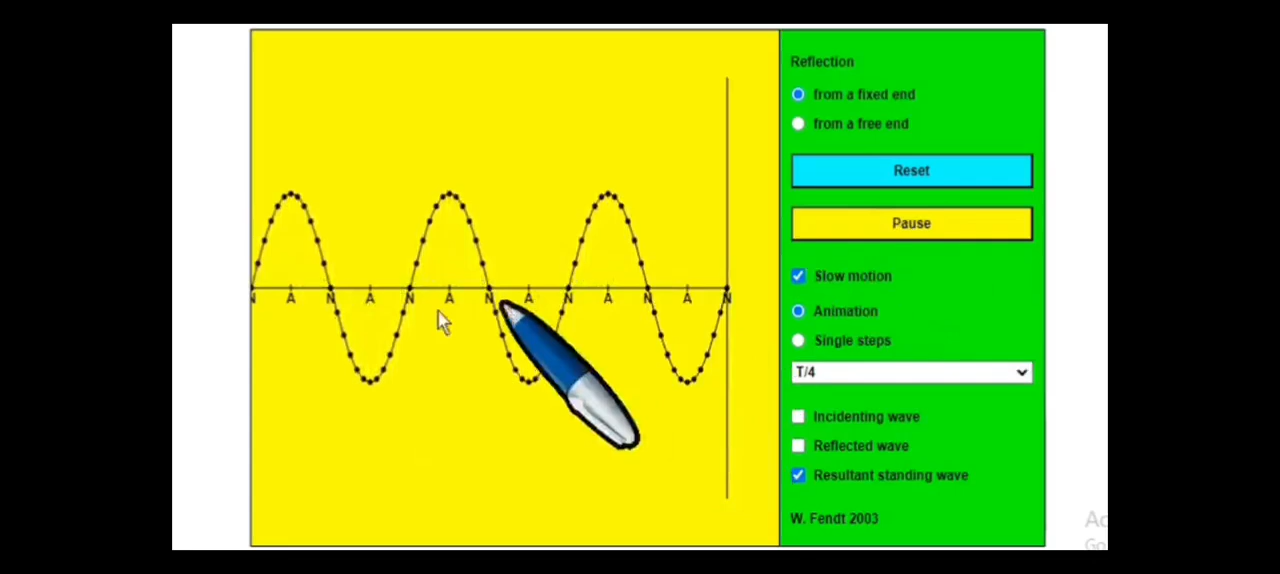 N A N A N A N A N A N A N
Reflection
from a fixed end
from a free end
Reset
Pause
Slow motion
Animation
Single steps
T/4
Incidenting wave
Reflected wave
Resultant standing wave
W. Fendt 2003